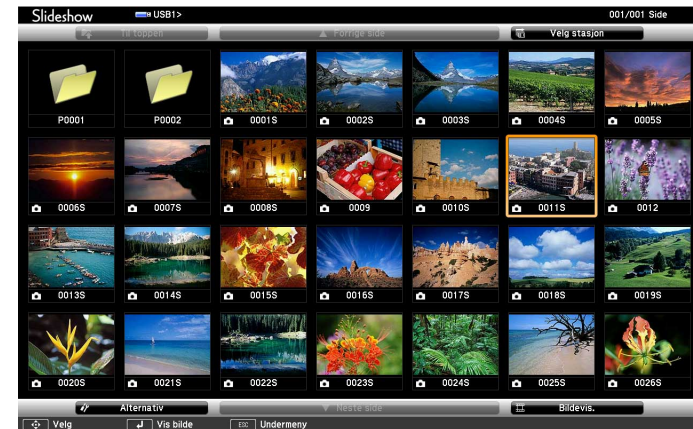 Slideshow USB1> 001/001 Side
Til toppen Forrige side Velg stasjon
P0001 P0002 0001S 0002S 0003S 0004S 0005S
0006S 0007S 0008S 0009 0010S 0011S 0012
0013S 0014S 0015S 0016S 0017S 0018S 0019S
0020S 0021S 0022S 0023S 0024S 0025S 0026S
Alternativ Neste side Bildevis.
Velg Vis bilde ESC Undermeny